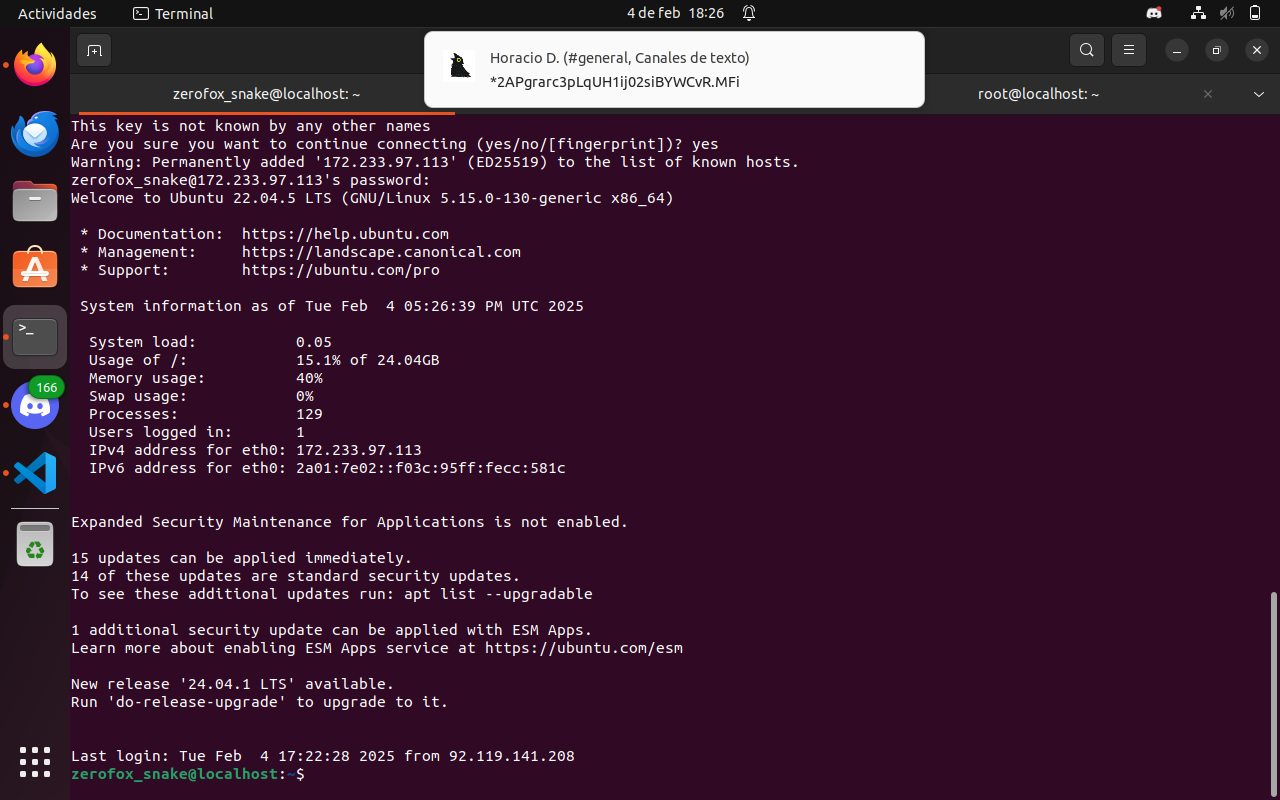 Actividades
Terminal
4 de feb 18:26
Horacio D. (#general, Canales de texto)
*2APgrarc3pLqUH1ij02siBYWCvR.MFi
zerofox_snake@localhost: ~
root@localhost: ~
This key is not known by any other names
Are you sure you want to continue connecting (yes/no/[fingerprint])? yes
Warning: Permanently added '172.233.97.113' (ED25519) to the list of known hosts.
zerofox_snake@172.233.97.113's password:
Welcome to Ubuntu 22.04.5 LTS (GNU/Linux 5.15.0-130-generic x86_64)
* Documentation: https://help.ubuntu.com
* Management: https://landscape.canonical.com
* Support: https://ubuntu.com/pro
System information as of Tue Feb 4 05:26:39 PM UTC 2025
System load: 0.05
Usage of /: 15.1% of 24.04GB
Memory usage: 40%
Swap usage: 0%
Processes: 129
Users logged in: 1
IPv4 address for eth0: 172.233.97.113
IPv6 address for eth0: 2a01:7e02::f03c:95ff:fecc:581c
Expanded Security Maintenance for Applications is not enabled.
15 updates can be applied immediately.
14 of these updates are standard security updates.
To see these additional updates run: apt list --upgradable
1 additional security update can be applied with ESM Apps.
Learn more about enabling ESM Apps service at https://ubuntu.com/esm
New release '24.04.1 LTS' available.
Run 'do-release-upgrade' to upgrade to it.
Last login: Tue Feb 4 17:22:28 2025 from 92.119.141.208
zerofox_snake@localhost:~$
>_
166